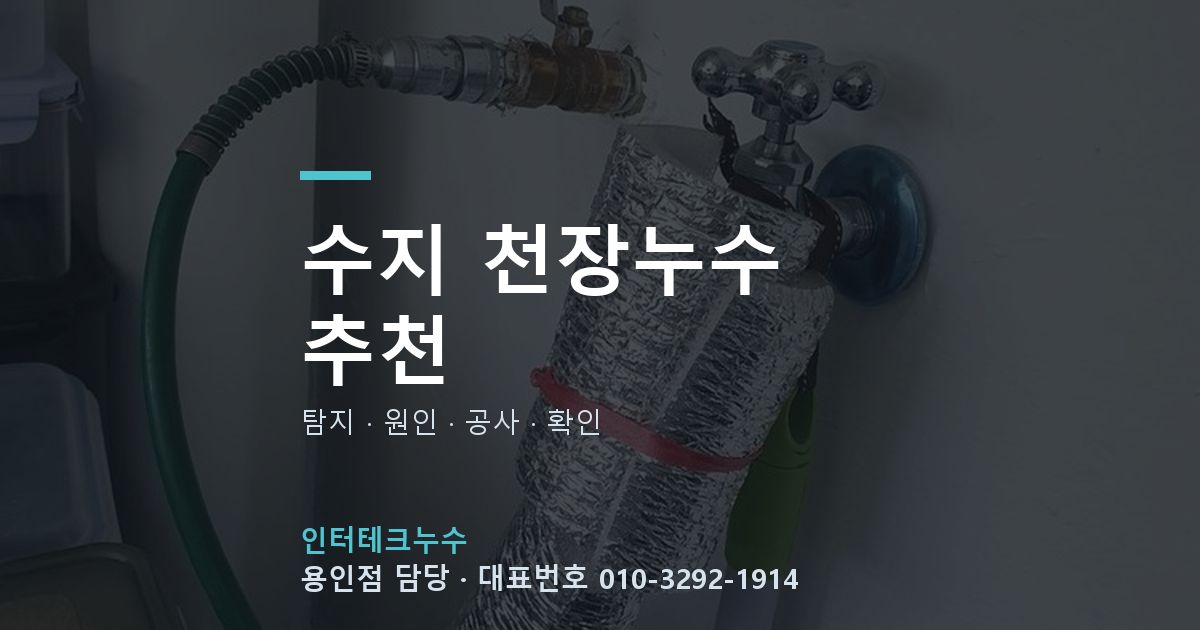 수지 천장누수
추천
탐지 · 원인 · 공사 · 확인
인터테크누수
용인점 담당 · 대표번호 010-3292-1914